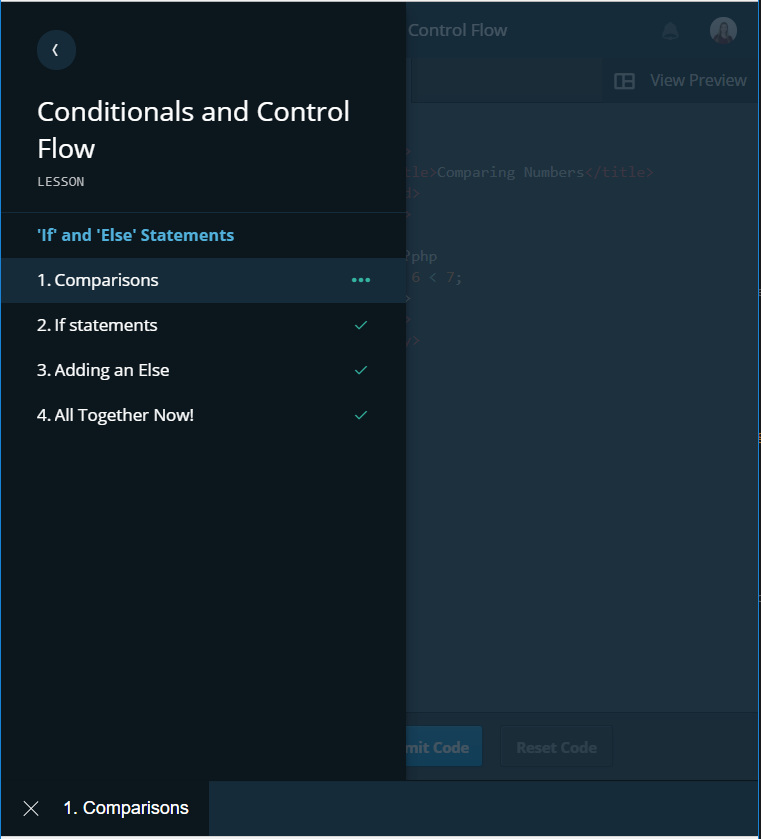 Control Flow
View Preview
Conditionals and Control
Flow
LESSON
'If' and 'Else' Statements
1. Comparisons
2. If statements
3. Adding an Else
4. All Together Now!
tle>Comparing Numbers</title>
>
>
?php
6 < 7;
>
>
/>
mit Code
Reset Code
1. Comparisons